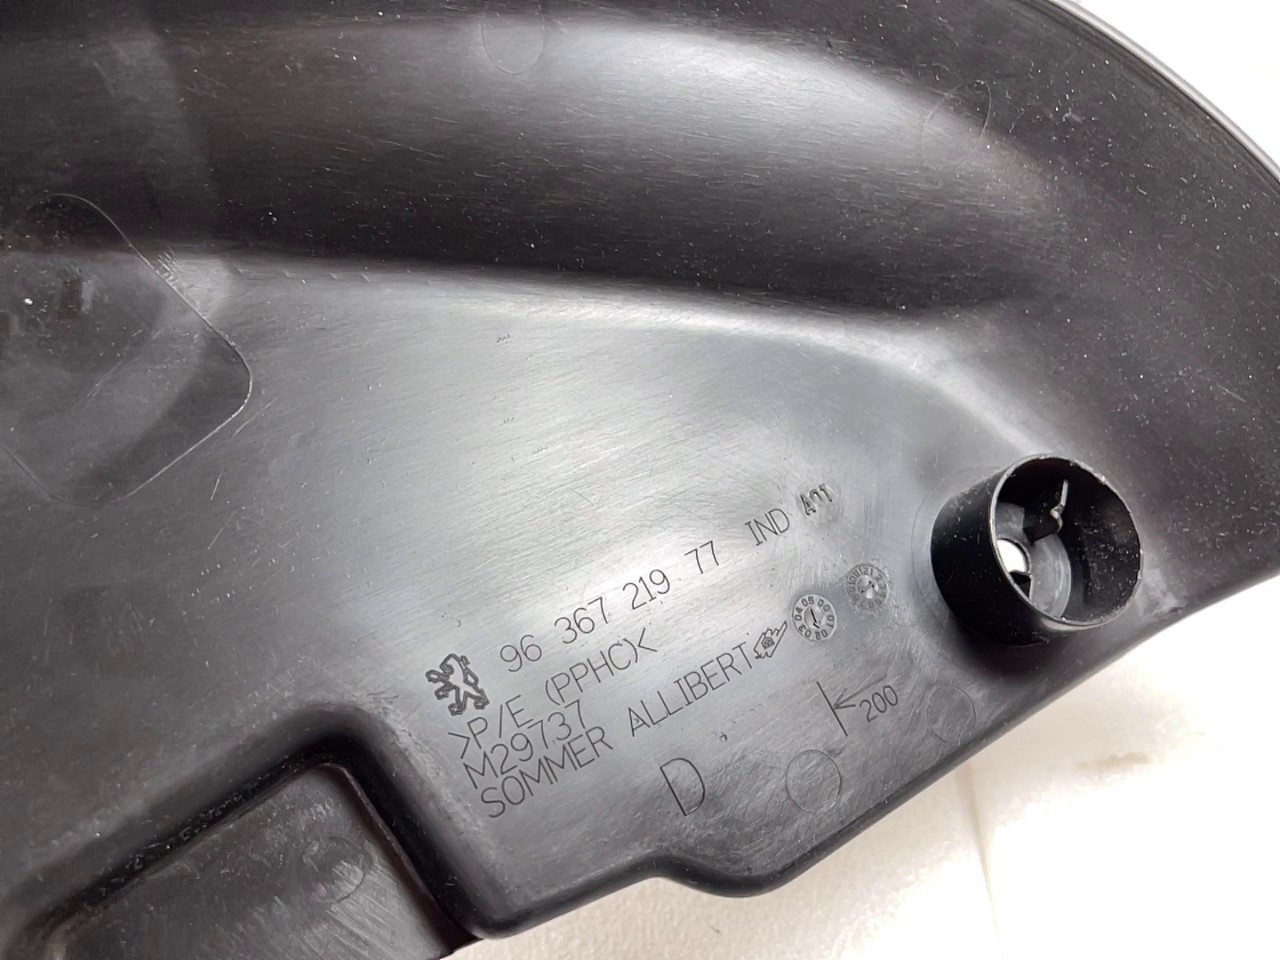 96 367 219 77 IND A01
>P/E (PPHC)<
M29737
SOMMER ALLIBERT
200
D